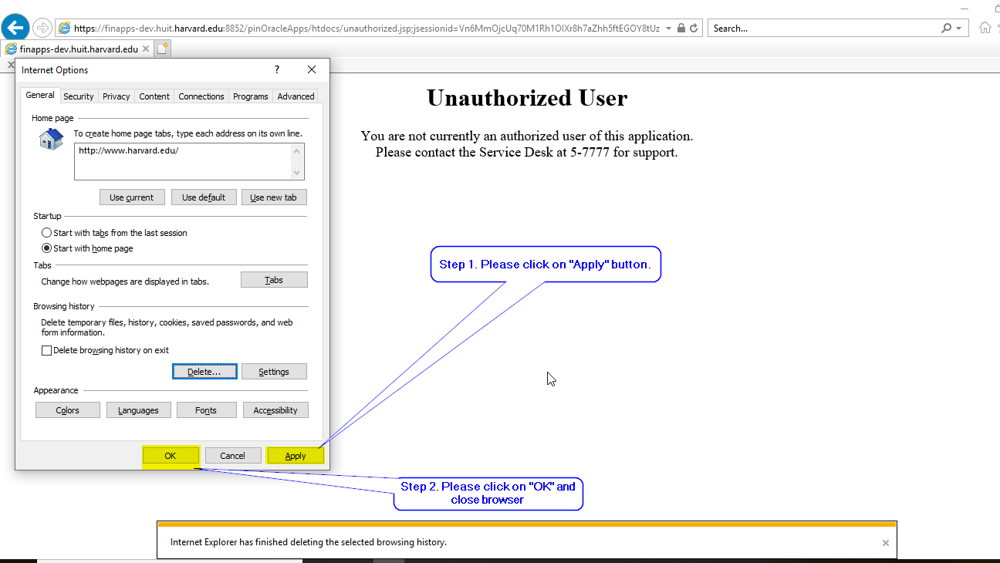 https://finapps-dev.huit.harvard.edu:8852/pinOracleApps/htdocs/unauthorized.jsp;jsessionid=Vn6MmOjcUq70M1Rh1OIXr8h7aZhh5ftEGOY8tUz
Search...
finapps-dev.huit.harvard.edu
Internet Options
?
General Security Privacy Content Connections Programs Advanced
Home page
To create home page tabs, type each address on its own line.
http://www.harvard.edu/
Use current Use default Use new tab
Startup
Start with tabs from the last session
Start with home page
Tabs
Change how webpages are displayed in tabs.
Tabs
Browsing history
Delete temporary files, history, cookies, saved passwords, and web
form information.
Delete browsing history on exit
Delete... Settings
Appearance
Colors Languages Fonts Accessibility
OK Cancel Apply
Unauthorized User
You are not currently an authorized user of this application.
Please contact the Service Desk at 5-7777 for support.
Step 1. Please click on "Apply" button.
Step 2. Please click on "OK" and
close browser
Internet Explorer has finished deleting the selected browsing history.